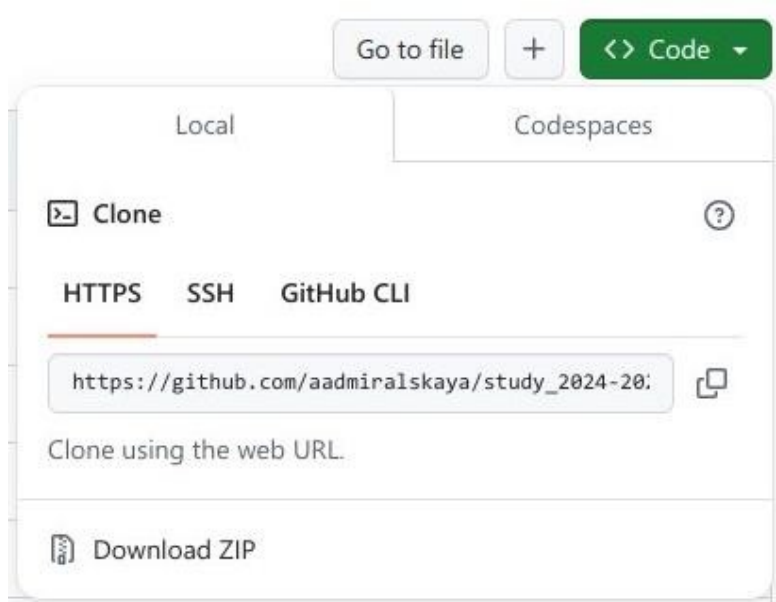 Go to file + <> Code
Local Codespaces
Clone
HTTPS SSH GitHub CLI
https://github.com/aadmiralskaya/study_2024-202
Clone using the web URL.
Download ZIP